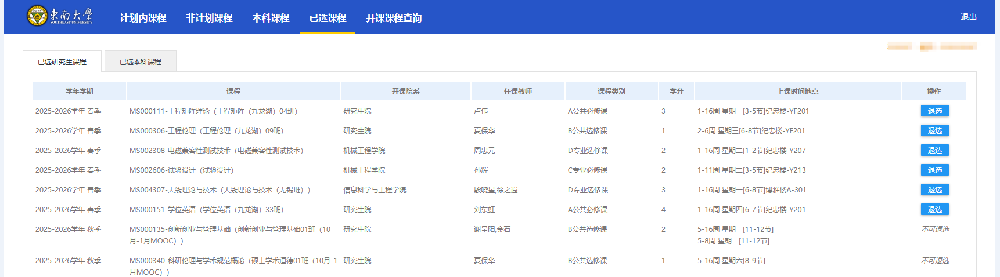 東南大學 计划内课程 非计划课程 本科课程 已选课程 开课课程查询 退出
SOUTHEAST UNIVERSITY
已选研究生课程 已选本科课程
学年学期 课程 开课院系 任课教师 课程类别 学分 上课时间地点 操作
2025-2026学年 春季 MS000111-工程矩阵理论（工程矩阵（九龙湖）04班） 研究生院 卢伟 A公共必修课 3 1-16周 星期三[3-5节]纪忠楼-YF201 退选
2025-2026学年 春季 MS000306-工程伦理（工程伦理（九龙湖）09班） 研究生院 夏保华 B公共选修课 1 2-6周 星期三[6-8节]纪忠楼-YF201 退选
2025-2026学年 春季 MS002308-电磁兼容性测试技术（电磁兼容性测试技术） 机械工程学院 周忠元 D专业选修课 2 1-16周 星期二[1-2节]纪忠楼-Y207 退选
2025-2026学年 春季 MS002606-试验设计（试验设计） 机械工程学院 孙辉 C专业必修课 2 1-11周 星期二[3-5节]纪忠楼-Y213 退选
2025-2026学年 春季 MS004307-天线理论与技术（天线理论与技术（无锡班）） 信息科学与工程学院 殷晓星,徐之遐 D专业选修课 3 1-16周 星期一[6-8节]博雅楼A-301 退选
2025-2026学年 春季 MS000151-学位英语（学位英语（九龙湖）33班） 研究生院 刘东虹 A公共必修课 4 1-16周 星期四[6-7节]纪忠楼-Y201 退选
2025-2026学年 秋季 MS000135-创新创业与管理基础（创新创业与管理基础01班（10 研究生院 谢呈阳,金石 B公共选修课 2 5-16周 星期一[11-12节] 不可退选
月-1月MOOC）） 5-8周 星期二[11-12节]
2025-2026学年 秋季 MS000340-科研伦理与学术规范概论（硕士学术道德01班（10月-1 研究生院 夏保华 B公共选修课 1 5-16周 星期六[8-9节] 不可退选
月MOOC））